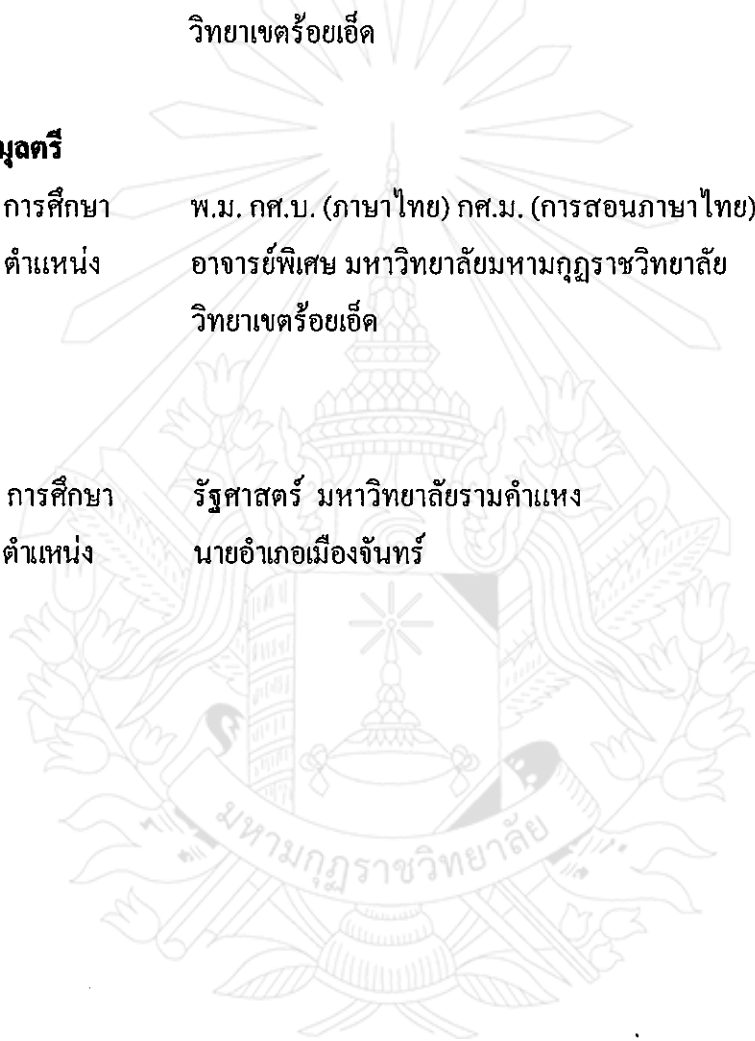 วิทยาเขตร้อยเอ็ด
มุลตรี
การศึกษา พ.ม. กศ.บ. (ภาษาไทย) กศ.ม. (การสอนภาษาไทย)
ตำแหน่ง อาจารย์พิเศษ มหาวิทยาลัยมหามกุฏราชวิทยาลัย
วิทยาเขตร้อยเอ็ด
การศึกษา รัฐศาสตร์ มหาวิทยาลัยรามคำแหง
ตำแหน่ง นายอำเภอเมืองจันทร์
มหามกุฏราชวิทยาลัย